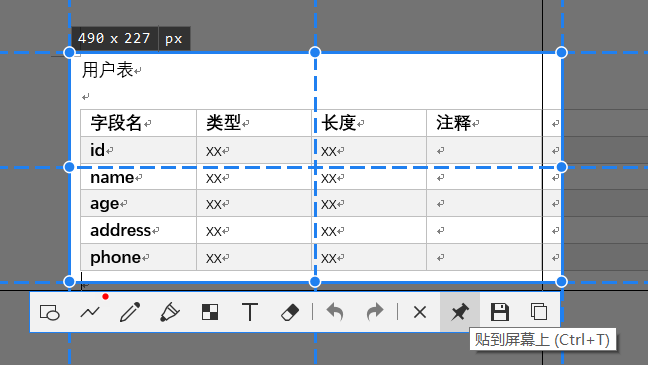 490 x 227 px
用户表
字段名 类型 长度 注释
id xx xx
name xx xx
age xx xx
address xx xx
phone xx xx
T
贴到屏幕上 (Ctrl+T)